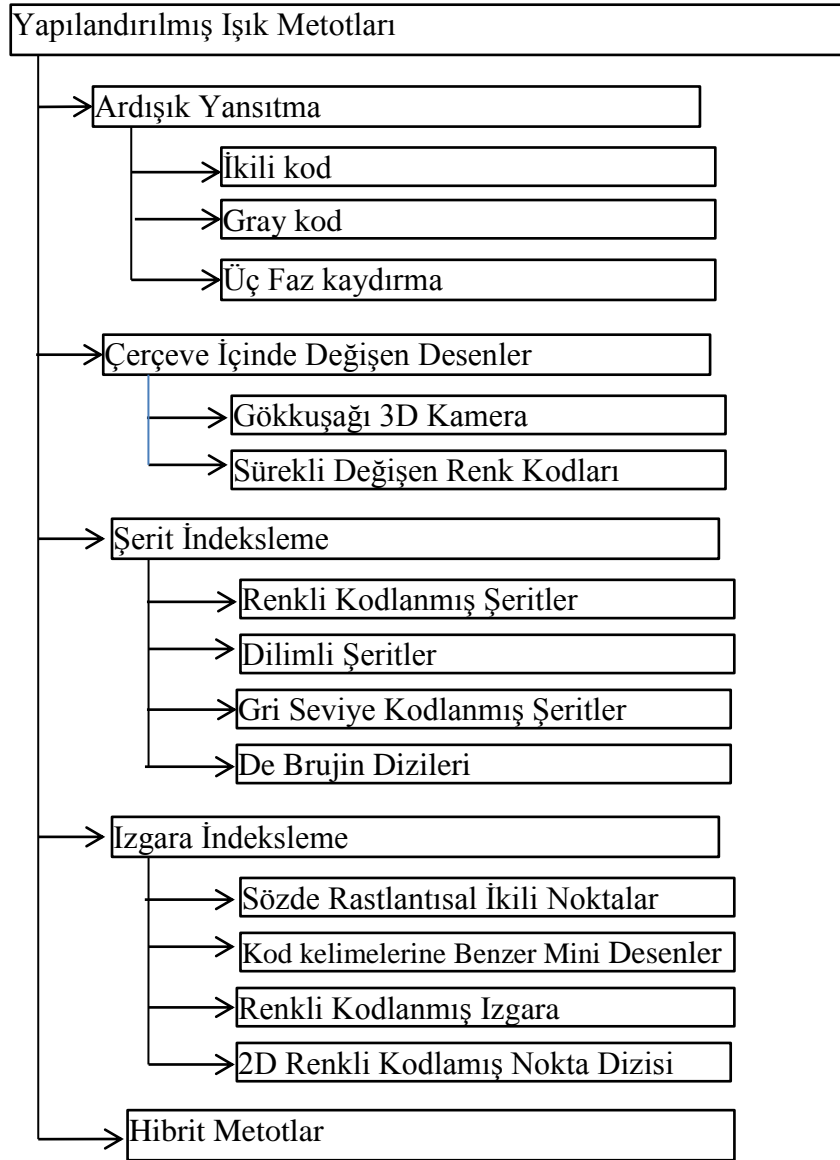 Yapılandırılmış Işık Metotları
Ardışık Yansıtma
İkili kod
Gray kod
Üç Faz kaydırma
Çerçeve İçinde Değişen Desenler
Gökkuşağı 3D Kamera
Sürekli Değişen Renk Kodları
Şerit İndeksleme
Renkli Kodlanmış Şeritler
Dilimli Şeritler
Gri Seviye Kodlanmış Şeritler
De Brujin Dizileri
Izgara İndeksleme
Sözde Rastlantısal İkili Noktalar
Kod kelimelerine Benzer Mini Desenler
Renkli Kodlanmış Izgara
2D Renkli Kodlamış Nokta Dizisi
Hibrit Metotlar